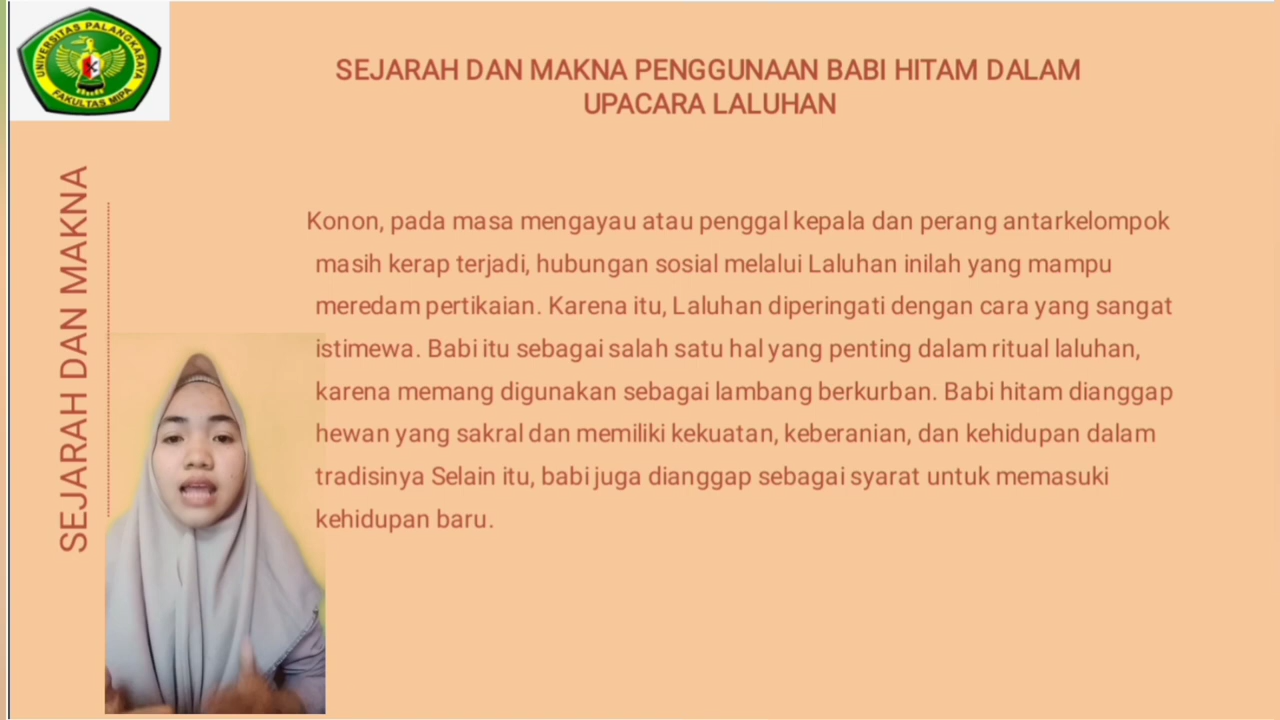 UNIVERSITAS PALANGKARAYA
FAKULTAS MIPA
SEJARAH DAN MAKNA PENGGUNAAN BABI HITAM DALAM
UPACARA LALUHAN
SEJARAH DAN MAKNA
Konon, pada masa mengayau atau penggal kepala dan perang antarkelompok
masih kerap terjadi, hubungan sosial melalui Laluhan inilah yang mampu
meredam pertikaian. Karena itu, Laluhan diperingati dengan cara yang sangat
istimewa. Babi itu sebagai salah satu hal yang penting dalam ritual laluhan,
karena memang digunakan sebagai lambang berkurban. Babi hitam dianggap
hewan yang sakral dan memiliki kekuatan, keberanian, dan kehidupan dalam
tradisinya Selain itu, babi juga dianggap sebagai syarat untuk memasuki
kehidupan baru.